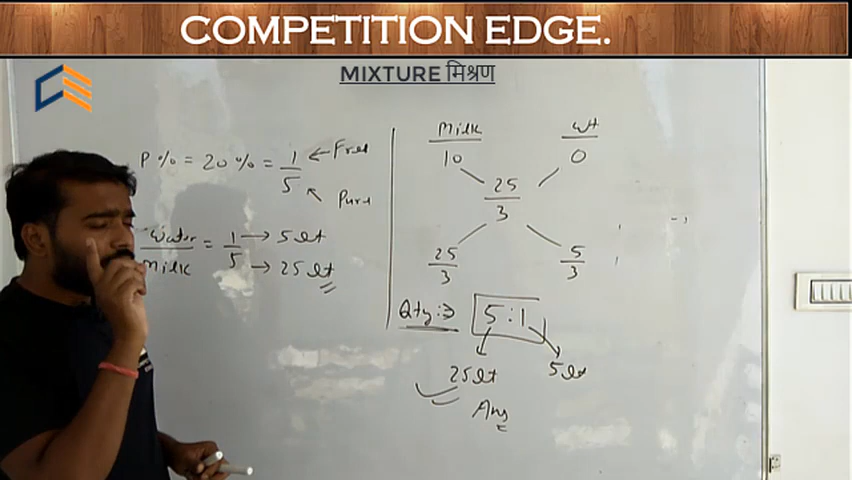 COMPETITION EDGE.
MIXTURE मिश्रण
P % = 20 % = 1/5 ← Free
Pure
Water/Milk = 1/5 → 5 lt
→ 25 lt
Milk Wt
10 0
25/3
25/3 5/3
Qty :⇒ 5 : 1
25 lt 5 lt
Ans